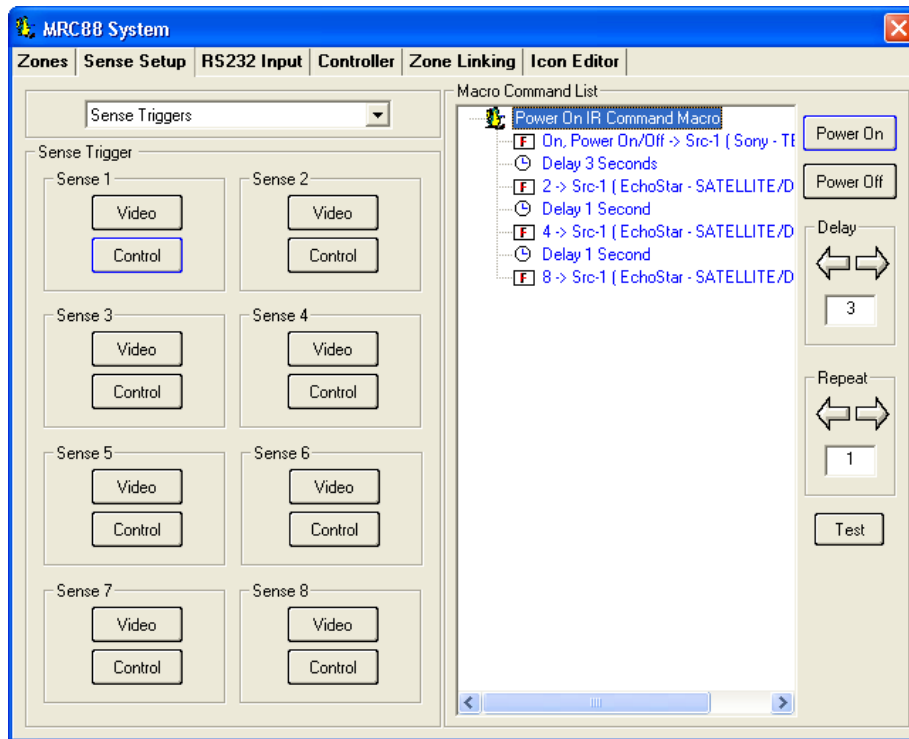 MRC88 System
Zones Sense Setup RS232 Input Controller Zone Linking Icon Editor
Sense Triggers
Sense Trigger
Sense 1
Video
Control
Sense 2
Video
Control
Sense 3
Video
Control
Sense 4
Video
Control
Sense 5
Video
Control
Sense 6
Video
Control
Sense 7
Video
Control
Sense 8
Video
Control
Macro Command List
Power On IR Command Macro
F On, Power On/Off -> Src-1 ( Sony - TE
Delay 3 Seconds
F 2 -> Src-1 ( EchoStar - SATELLITE/D
Delay 1 Second
F 4 -> Src-1 ( EchoStar - SATELLITE/D
Delay 1 Second
F 8 -> Src-1 ( EchoStar - SATELLITE/D
Power On
Power Off
Delay
3
Repeat
1
Test